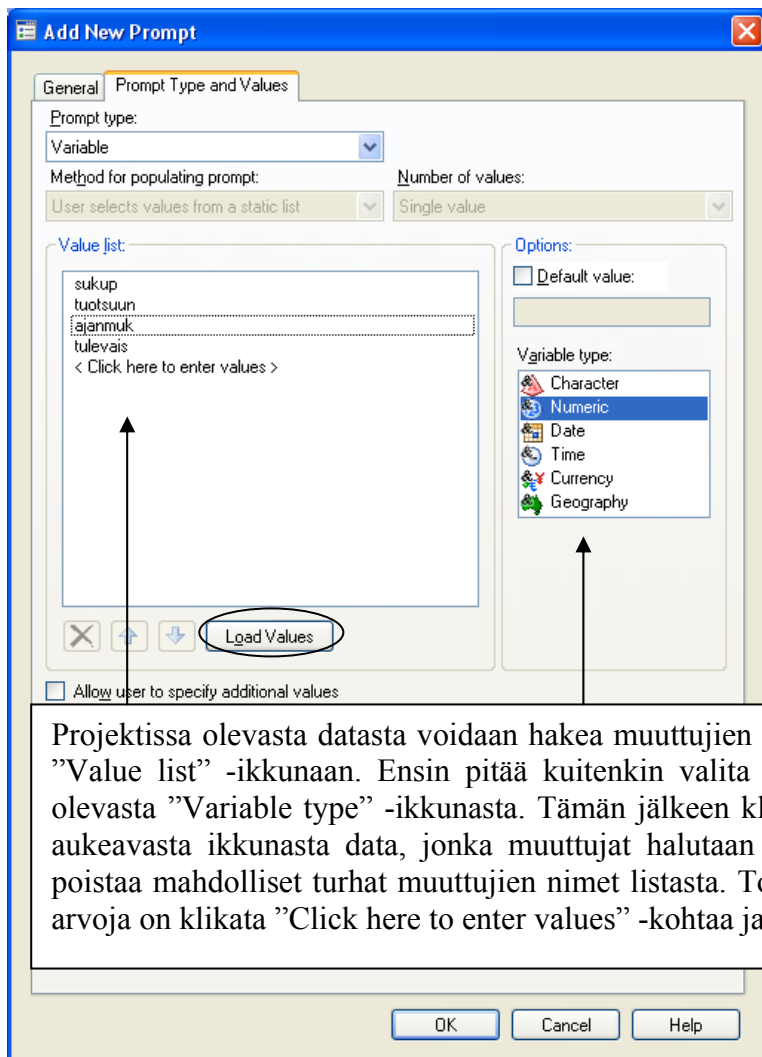 Add New Prompt
General Prompt Type and Values
Prompt type:
Variable
Method for populating prompt: Number of values:
User selects values from a static list Single value
Value list:
sukup
tuotsuun
ajanmuk
tulevais
< Click here to enter values >
Load Values
Options:
Default value:
Variable type:
Character
Numeric
Date
Time
Currency
Geography
Allow user to specify additional values
Projektissa olevasta datasta voidaan hakea muuttujien
”Value list” -ikkunaan. Ensin pitää kuitenkin valita
olevasta ”Variable type” -ikkunasta. Tämän jälkeen kl
aukeavasta ikkunasta data, jonka muuttujat halutaan
poistaa mahdolliset turhat muuttujien nimet listasta. To
arvoja on klikata ”Click here to enter values” -kohtaa ja
OK Cancel Help